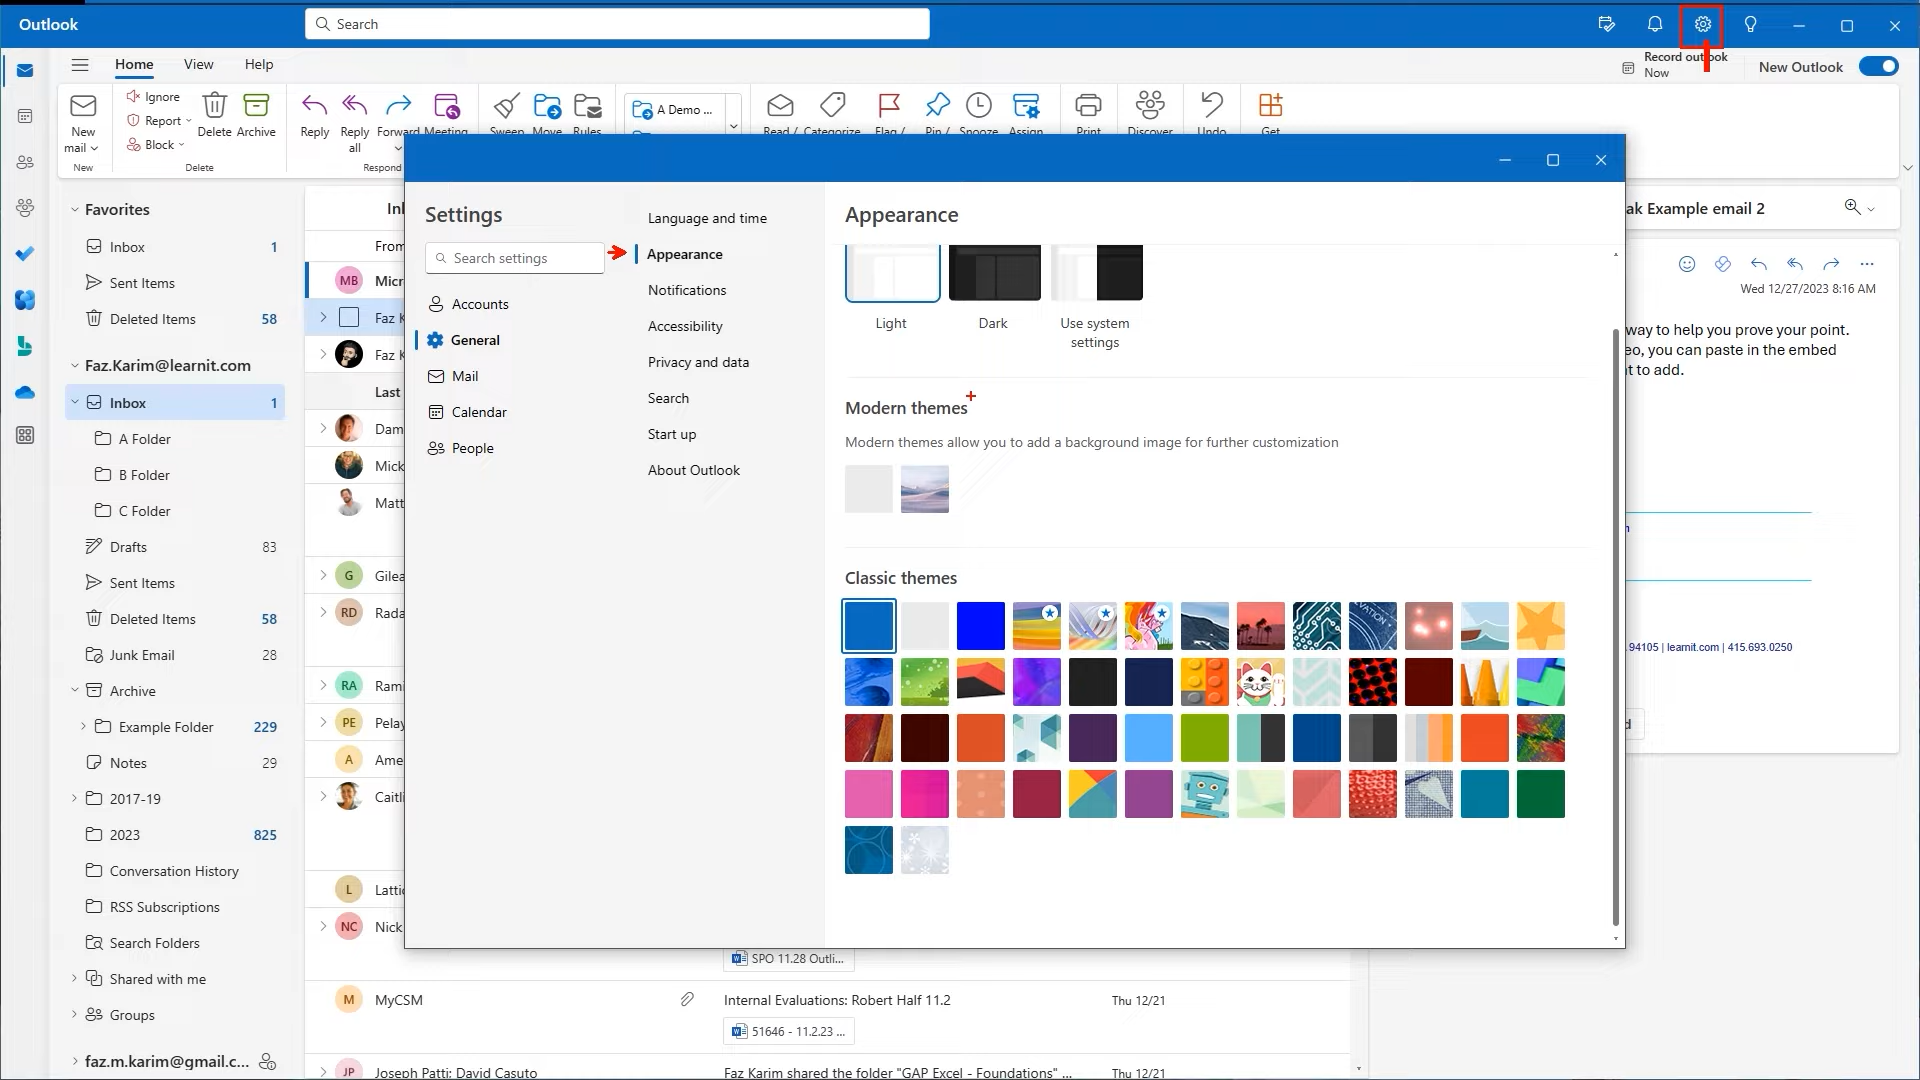 Outlook
Search
Home
View
Help
Record outlook
Now
New Outlook
New
mail
New
Ignore
Report
Block
Delete
Archive
Delete
Reply
Reply
all
Forward
Meeting
Respond
Sweep
Move
Rules
A Demo ...
Read /
Categorize
Flag /
Pin /
Snooze
Assign
Print
Discover
Undo
Get
Favorites
Inbox 1
Sent Items
Deleted Items 58
Faz.Karim@learnit.com
Inbox 1
A Folder
B Folder
C Folder
Drafts 83
Sent Items
Deleted Items 58
Junk Email 28
Archive
Example Folder 229
Notes 29
2017-19
2023 825
Conversation History
RSS Subscriptions
Search Folders
Shared with me
Groups
faz.m.karim@gmail.c...
From
MB
Faz K
Faz K
Last
Dam
Mick
Matt
G Gilea
RD Rada
RA Rami
PE Pelay
A Ame
Caitli
L Lattic
NC Nick
SPO 11.28 Outli...
M MyCSM Internal Evaluations: Robert Half 11.2 Thu 12/21
51646 - 11.2.23 ...
JP Joseph Patti; David Casuto Faz Karim shared the folder "GAP Excel - Foundations" ... Thu 12/21
Settings
Search settings
Accounts
General
Mail
Calendar
People
Language and time
Appearance
Notifications
Accessibility
Privacy and data
Search
Start up
About Outlook
Appearance
Light
Dark
Use system
settings
Modern themes
Modern themes allow you to add a background image for further customization
Classic themes
ak Example email 2
Wed 12/27/2023 8:16 AM
way to help you prove your point.
eo, you can paste in the embed
t to add.
94105 | learnit.com | 415.693.0250